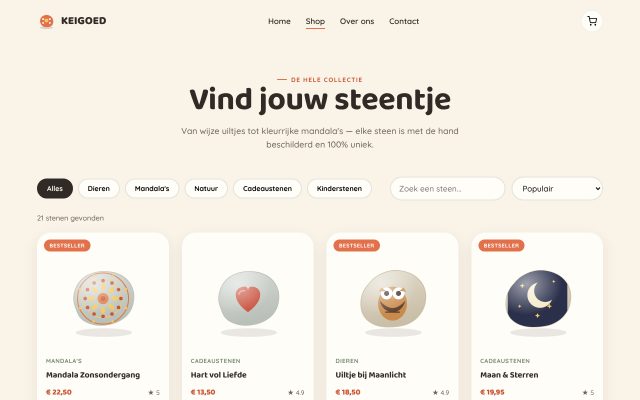 KEIGOED
Home Shop Over ons Contact
DE HELE COLLECTIE
Vind jouw steentje
Van wijze uiltjes tot kleurrijke mandala's — elke steen is met de hand
beschilderd en 100% uniek.
Alles Dieren Mandala's Natuur Cadeaustenen Kinderstenen Zoek een steen... Populair
21 stenen gevonden
BESTSELLER BESTSELLER BESTSELLER
MANDALA'S CADEAUSTENEN DIEREN CADEAUSTENEN
Mandala Zonsondergang Hart vol Liefde Uiltje bij Maanlicht Maan & Sterren
€ 22,50 ★ 5 € 13,50 ★ 4.9 € 18,50 ★ 4.9 € 19,95 ★ 5